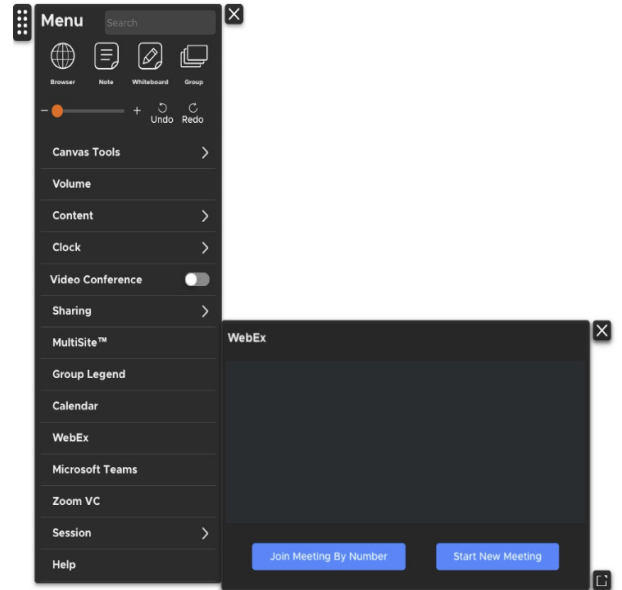 Menu
Search
Browser Note Whiteboard Group
- + Undo Redo
Canvas Tools
Volume
Content
Clock
Video Conference
Sharing
MultiSite™
Group Legend
Calendar
WebEx
Microsoft Teams
Zoom VC
Session
Help
WebEx
Join Meeting By Number Start New Meeting